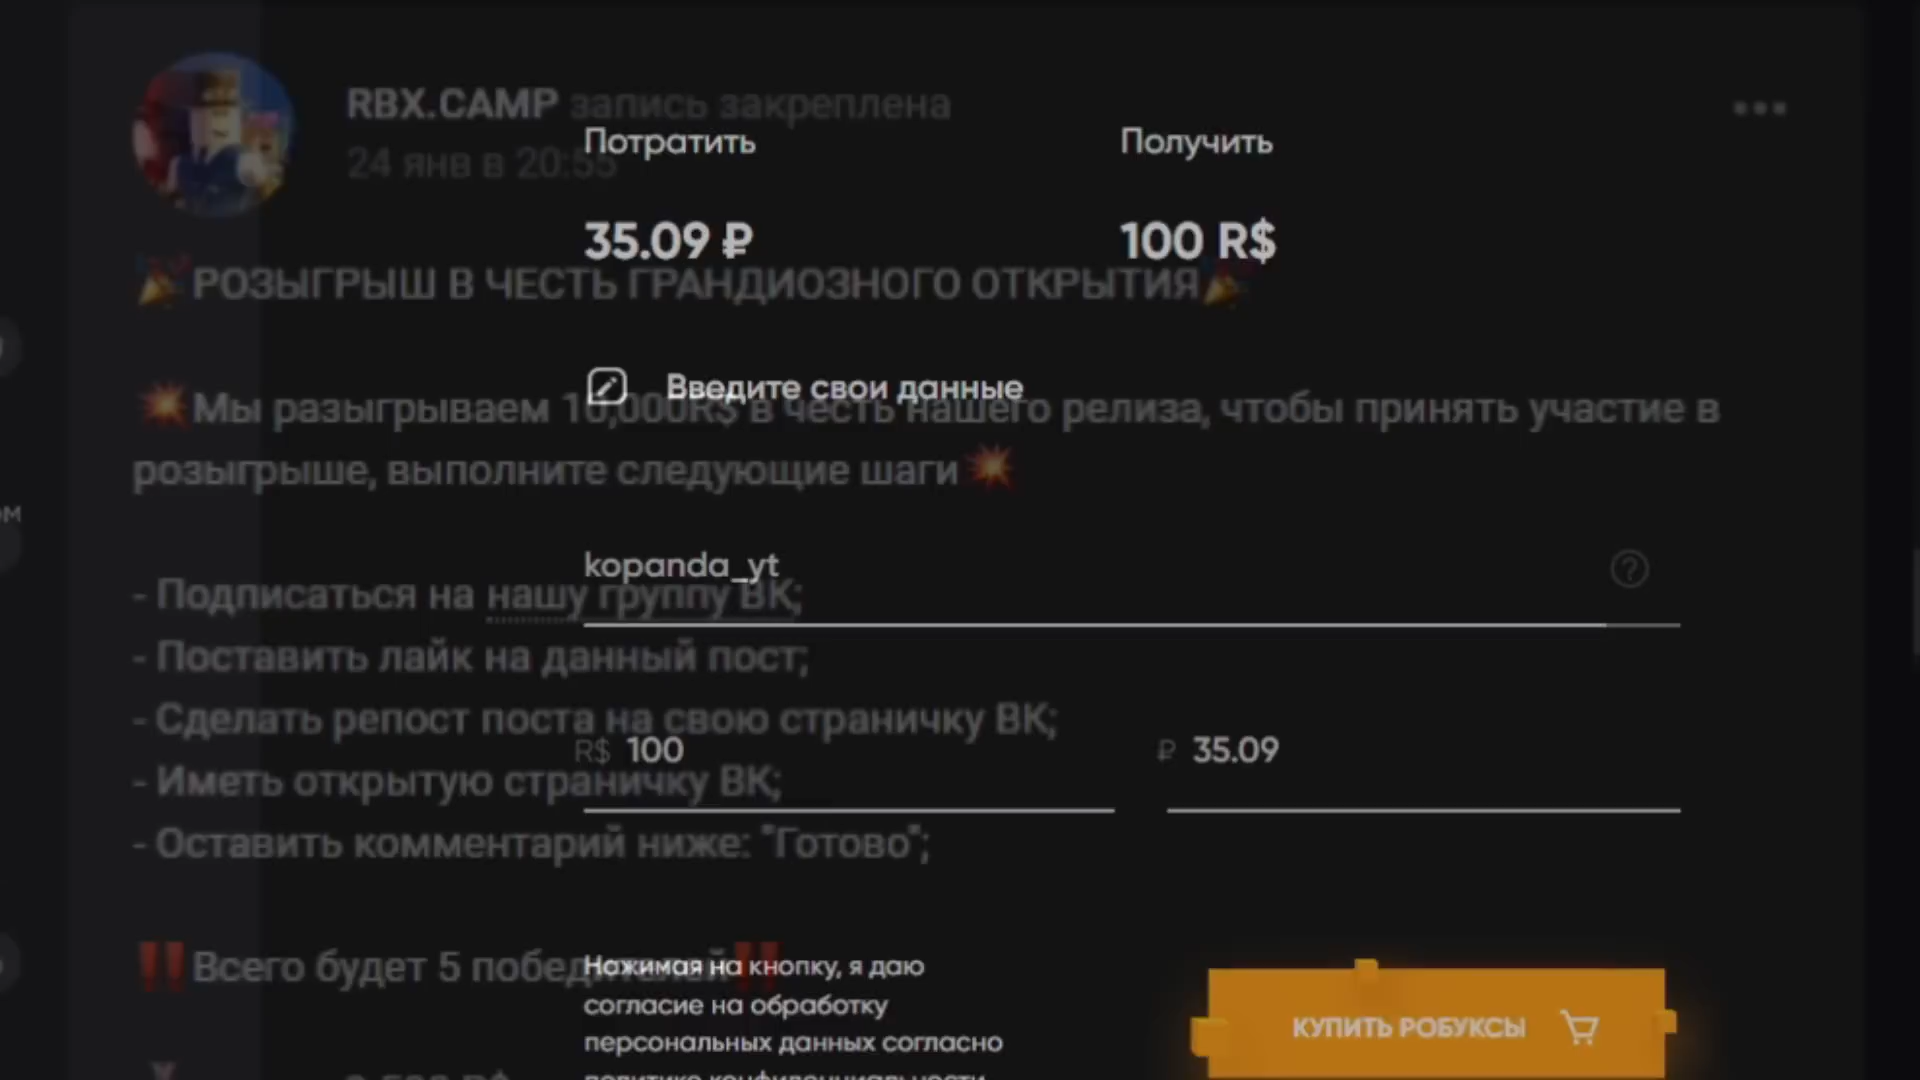 RBX.CAMP запись закреплена
24 янв в 20:55
Потратить
Получить
35.09 ₽
100 R$
РОЗЫГРЫШ В ЧЕСТЬ ГРАНДИОЗНОГО ОТКРЫТИЯ
Введите свои данные
Мы разыгрываем 10,000R$ в честь нашего релиза, чтобы принять участие в
розыгрыше, выполните следующие шаги
kopanda_yt
- Подписаться на нашу группу ВК;
- Поставить лайк на данный пост;
- Сделать репост поста на свою страничку ВК;
R$ 100
₽ 35.09
- Иметь открытую страничку ВК;
- Оставить комментарий ниже: "Готово";
‼Всего будет 5 победителей‼
Нажимая на кнопку, я даю
согласие на обработку
персональных данных согласно
политике конфиденциальности
КУПИТЬ РОБУКСЫ